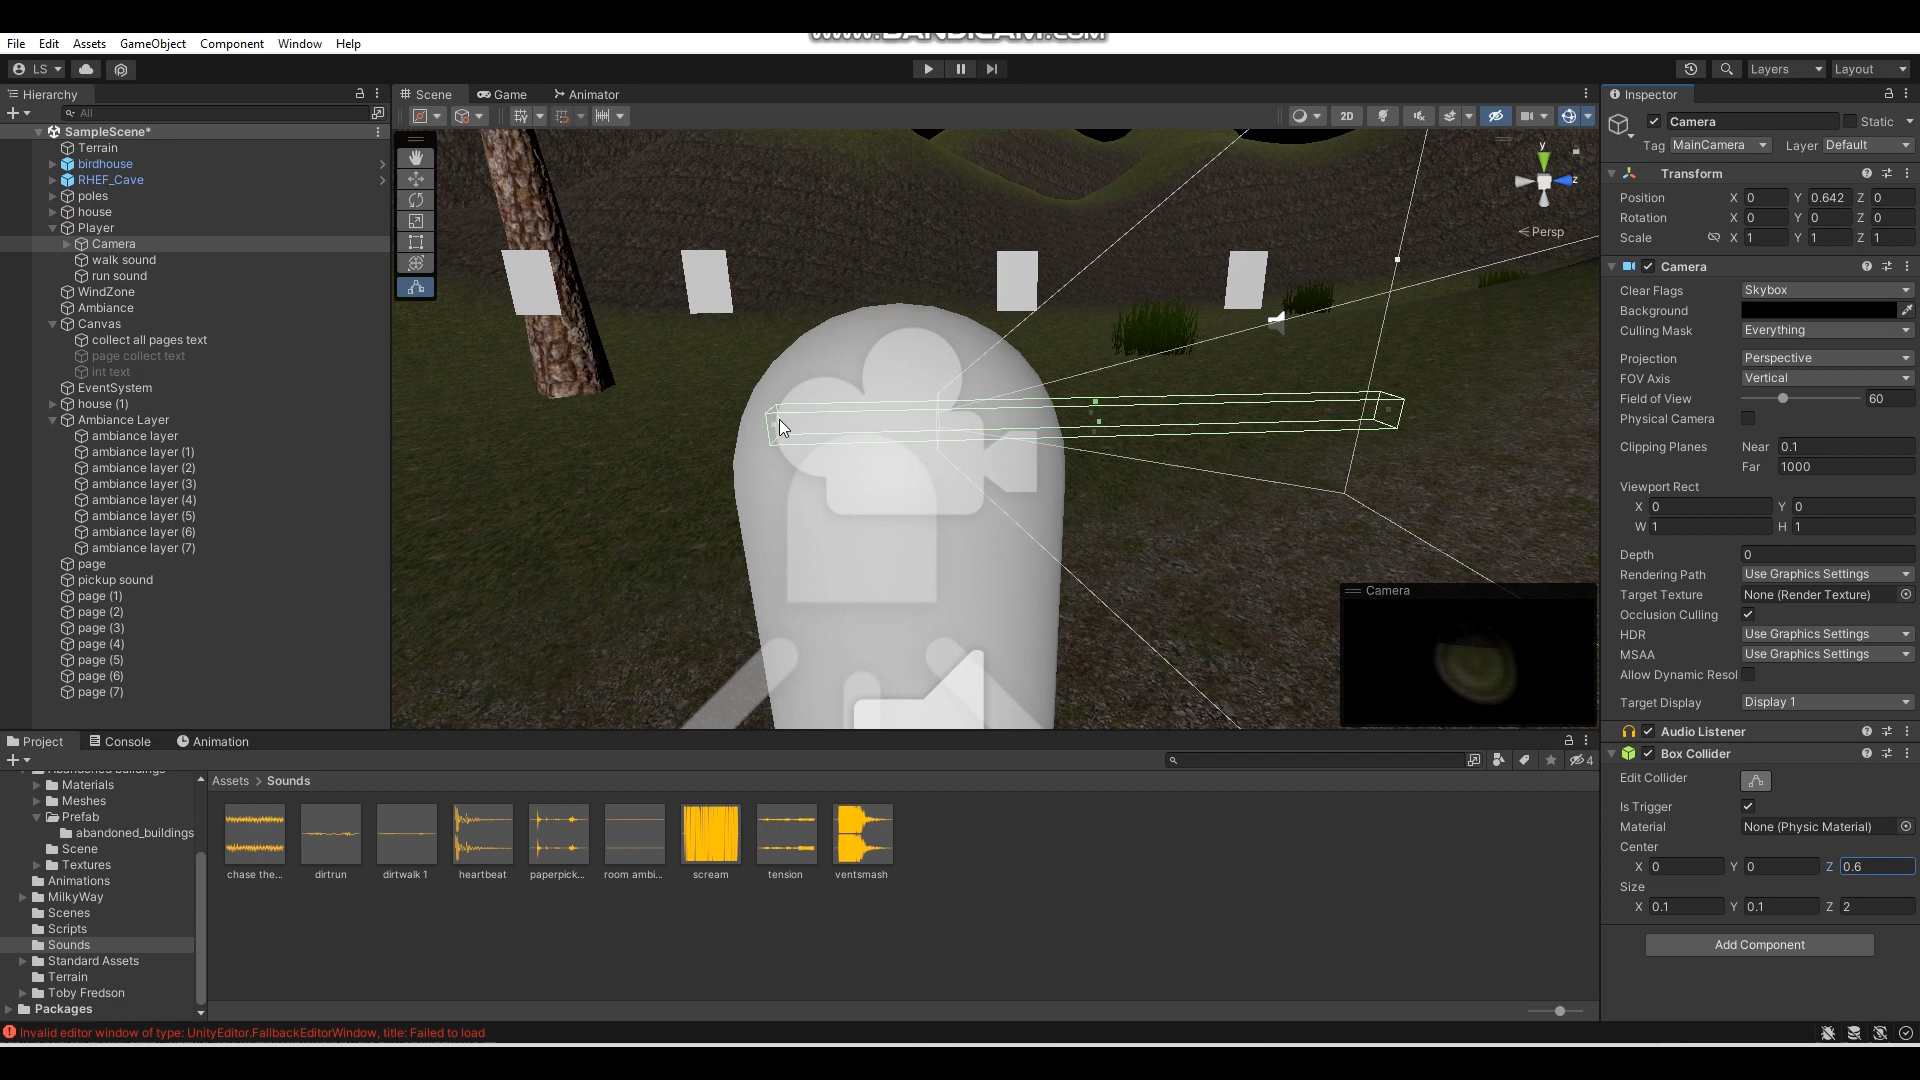 www.BANDICAM.com
File Edit Assets GameObject Component Window Help
LS
Layers Layout
Hierarchy
All
SampleScene*
Terrain
birdhouse
RHEF_Cave
poles
house
Player
Camera
walk sound
run sound
WindZone
Ambiance
Canvas
collect all pages text
page collect text
int text
EventSystem
house (1)
Ambiance Layer
ambiance layer
ambiance layer (1)
ambiance layer (2)
ambiance layer (3)
ambiance layer (4)
ambiance layer (5)
ambiance layer (6)
ambiance layer (7)
page
pickup sound
page (1)
page (2)
page (3)
page (4)
page (5)
page (6)
page (7)
Scene Game Animator
2D
y
z
Persp
Camera
Inspector
Camera Static
Tag MainCamera Layer Default
Transform
Position X 0 Y 0.642 Z 0
Rotation X 0 Y 0 Z 0
Scale X 1 Y 1 Z 1
Camera
Clear Flags Skybox
Background
Culling Mask Everything
Projection Perspective
FOV Axis Vertical
Field of View 60
Physical Camera
Clipping Planes Near 0.1
Far 1000
Viewport Rect
X 0 Y 0
W 1 H 1
Depth 0
Rendering Path Use Graphics Settings
Target Texture None (Render Texture)
Occlusion Culling
HDR Use Graphics Settings
MSAA Use Graphics Settings
Allow Dynamic Resol
Target Display Display 1
Audio Listener
Box Collider
Edit Collider
Is Trigger
Material None (Physic Material)
Center
X 0 Y 0 Z 0.6
Size
X 0.1 Y 0.1 Z 2
Add Component
Project Console Animation
4
Abandoned buildings
Materials
Meshes
Prefab
abandoned_buildings
Scene
Textures
Animations
MilkyWay
Scenes
Scripts
Sounds
Standard Assets
Terrain
Toby Fredson
Packages
Assets > Sounds
chase the... dirtrun dirtwalk 1 heartbeat paperpick... room ambi... scream tension ventsmash
Invalid editor window of type: UnityEditor.FallbackEditorWindow, title: Failed to load